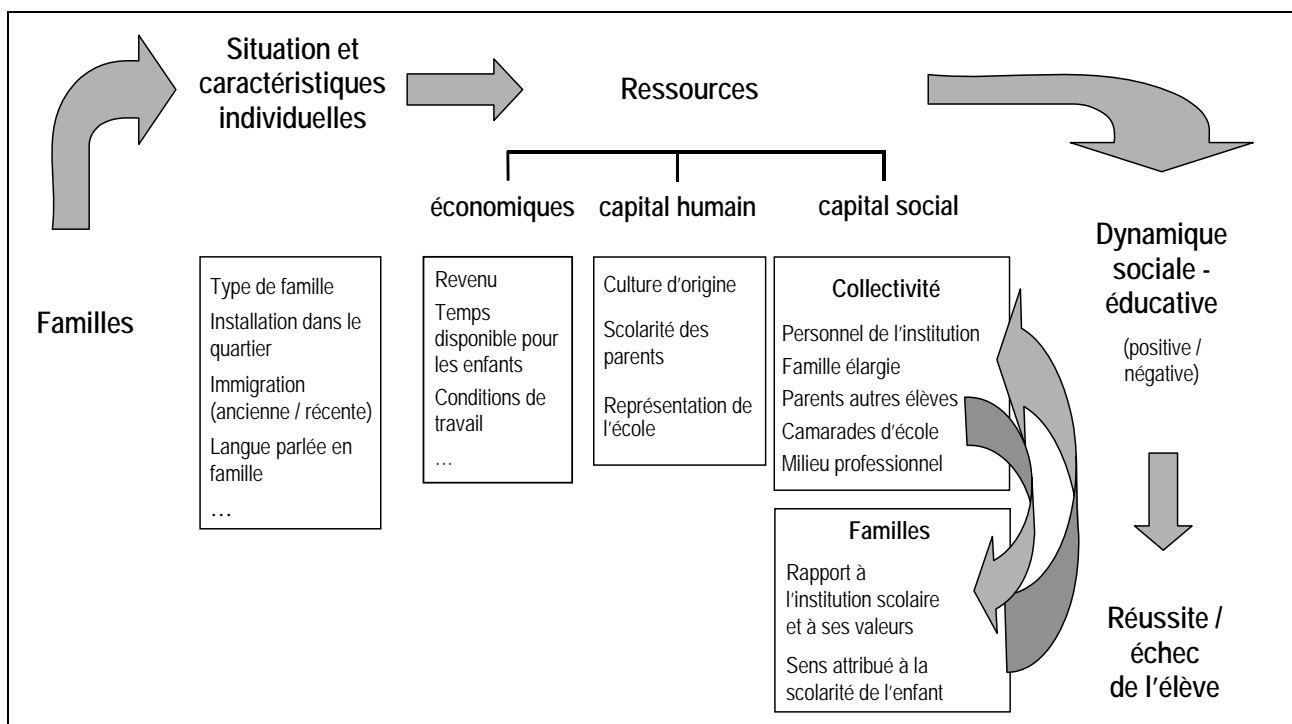 Situation et
caractéristiques
individuelles
Ressources
économiques
capital humain
capital social
Familles
Type de famille
Installation dans le
quartier
Immigration
(ancienne / récente)
Langue parlée en
famille
…
Revenu
Temps
disponible pour
les enfants
Conditions de
travail
…
Culture d'origine
Scolarité des
parents
Représentation de
l'école
Collectivité
Personnel de l'institution
Famille élargie
Parents autres élèves
Camarades d'école
Milieu professionnel
Familles
Rapport à
l'institution scolaire
et à ses valeurs
Sens attribué à la
scolarité de l'enfant
Dynamique
sociale -
éducative
(positive /
négative)
Réussite /
échec
de l'élève